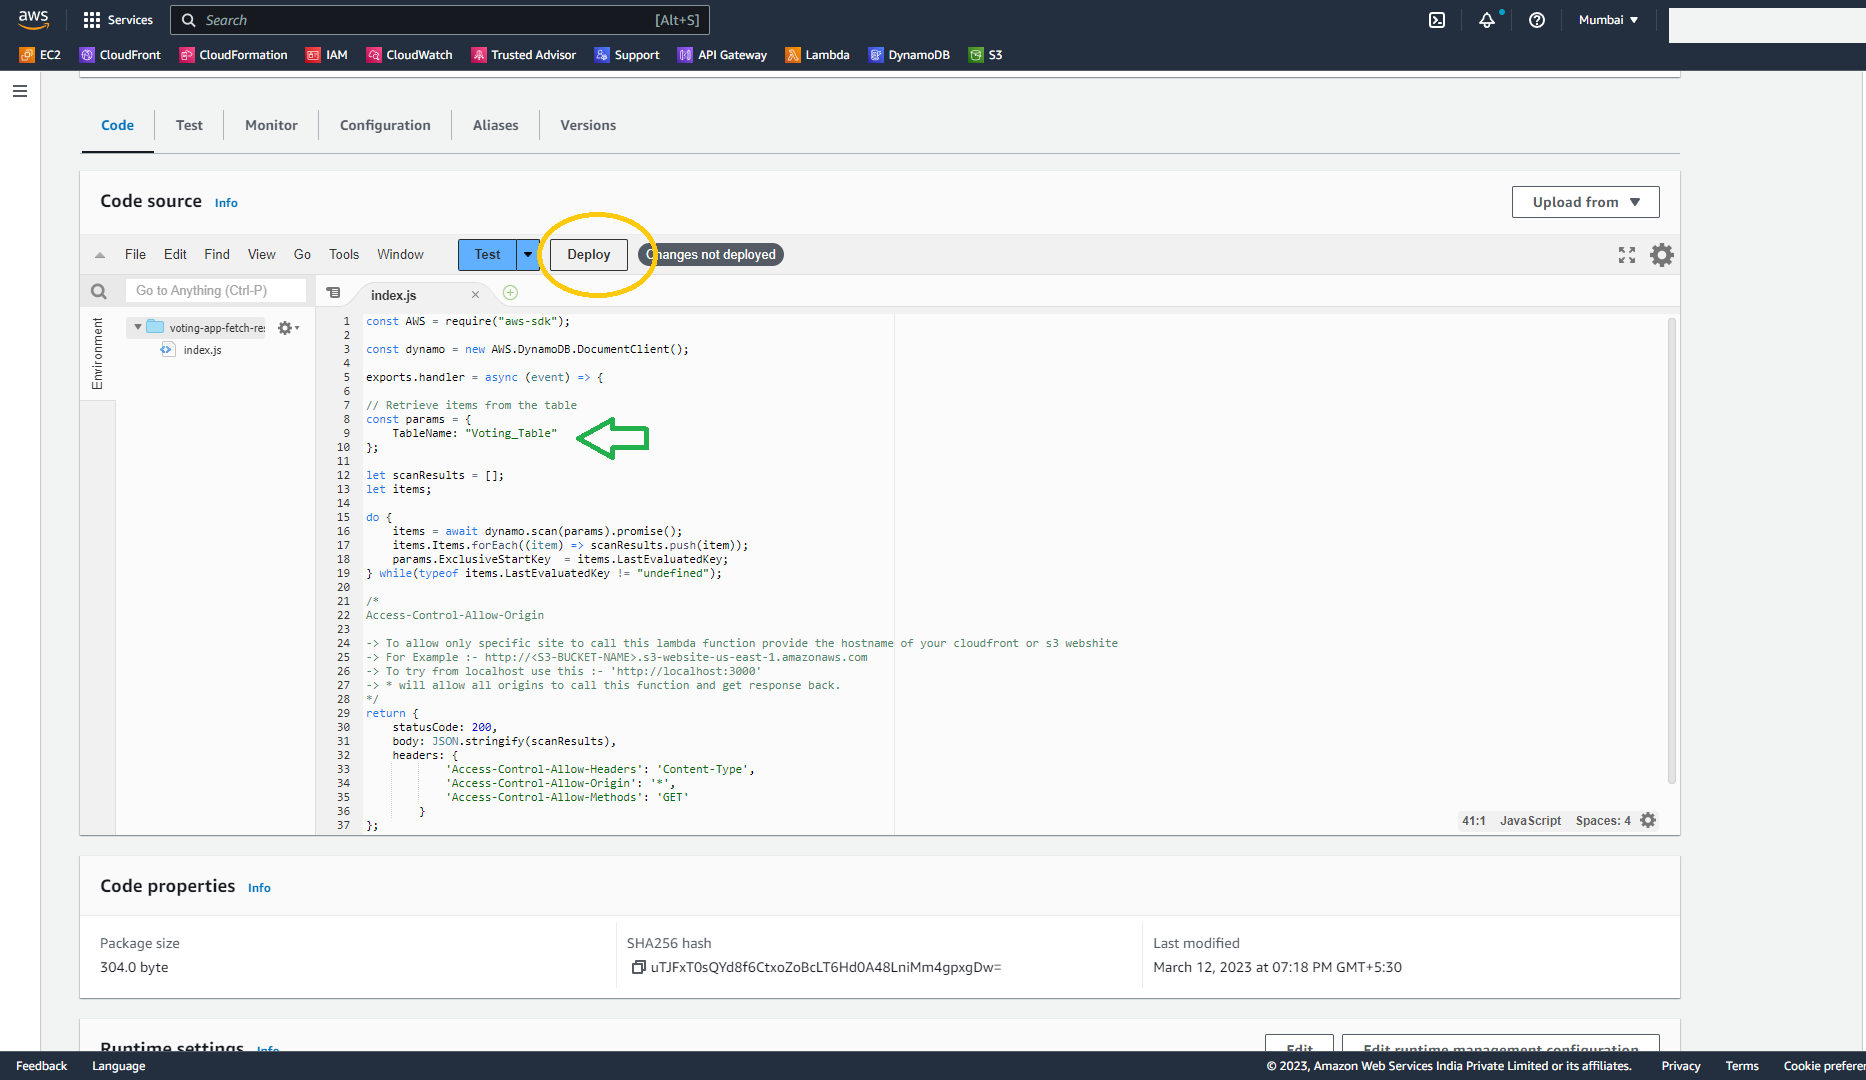 aws
Services
Search
[Alt+S]
Mumbai
EC2
CloudFront
CloudFormation
IAM
CloudWatch
Trusted Advisor
Support
API Gateway
Lambda
DynamoDB
S3
Code
Test
Monitor
Configuration
Aliases
Versions
Code source
Info
Upload from
File
Edit
Find
View
Go
Tools
Window
Test
Deploy
Changes not deployed
Go to Anything (Ctrl-P)
index.js
Environment
voting-app-fetch-re
index.js
1 const AWS = require("aws-sdk");
2
3 const dynamo = new AWS.DynamoDB.DocumentClient();
4
5 exports.handler = async (event) => {
6
7 // Retrieve items from the table
8 const params = {
9 TableName: "Voting_Table"
10 };
11
12 let scanResults = [];
13 let items;
14
15 do {
16 items = await dynamo.scan(params).promise();
17 items.Items.forEach((item) => scanResults.push(item));
18 params.ExclusiveStartKey  = items.LastEvaluatedKey;
19 } while(typeof items.LastEvaluatedKey != "undefined");
20
21 /*
22 Access-Control-Allow-Origin
23
24 -> To allow only specific site to call this lambda function provide the hostname of your cloudfront or s3 webshite
25 -> For Example :- http://<S3-BUCKET-NAME>.s3-website-us-east-1.amazonaws.com
26 -> To try from localhost use this :- 'http://localhost:3000'
27 -> * will allow all origins to call this function and get response back.
28 */
29 return {
30 statusCode: 200,
31 body: JSON.stringify(scanResults),
32 headers: {
33 'Access-Control-Allow-Headers': 'Content-Type',
34 'Access-Control-Allow-Origin': '*',
35 'Access-Control-Allow-Methods': 'GET'
36 }
37 };
41:1 JavaScript Spaces: 4
Code properties
Info
Package size
304.0 byte
SHA256 hash
uTJFxT0sQYd8f6CtxoZoBcLT6Hd0A48LniMm4gpxgDw=
Last modified
March 12, 2023 at 07:18 PM GMT+5:30
Runtime settings
Info
Edit
Edit runtime management configuration
Feedback
Language
© 2023, Amazon Web Services India Private Limited or its affiliates.
Privacy
Terms
Cookie prefere